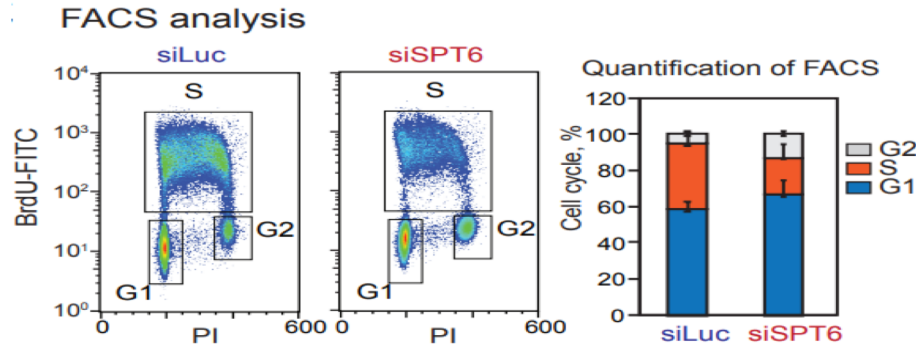 FACS analysis
siLuc
siSPT6
Quantification of FACS
BrdU-FITC
10⁴
10³
10²
10¹
10⁰
S
G1
G2
0
PI
600
S
G1
G2
0
PI
600
Cell cycle, %
120
100
80
60
40
20
0
siLuc
siSPT6
G2
S
G1